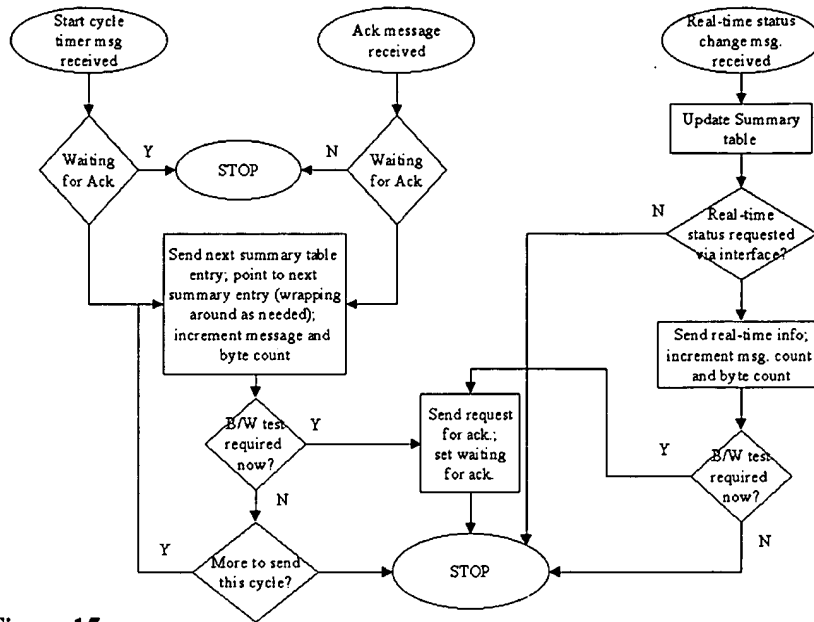 Start cycle
timer msg
received
Ack message
received
Real-time status
change msg.
received
Update Summary
table
Waiting
for Ack
Y
STOP
N
Waiting
for Ack
N
Real-time
status requested
via interface?
Send next summary table
entry; point to next
summary entry (wrapping
around as needed);
increment message and
byte count
Send real-time info;
increment msg. count
and byte count
B/W test
required
now?
Y
Send request
for ack.;
set waiting
for ack.
Y
B/W test
required
now?
N
N
Y
More to send
this cycle?
STOP